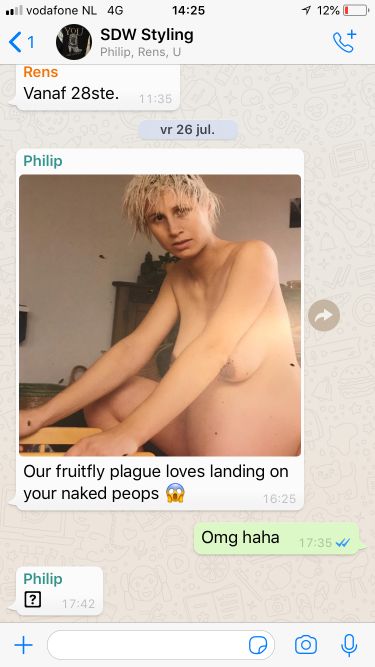 vodafone NL 4G 14:25 12%
1 SDW Styling
Philip, Rens, U
Rens
Vanaf 28ste.
11:35
vr 26 jul.
Philip
Our fruitfly plague loves landing on
your naked peops 😱
16:25
Omg haha
17:35
Philip
?
17:42